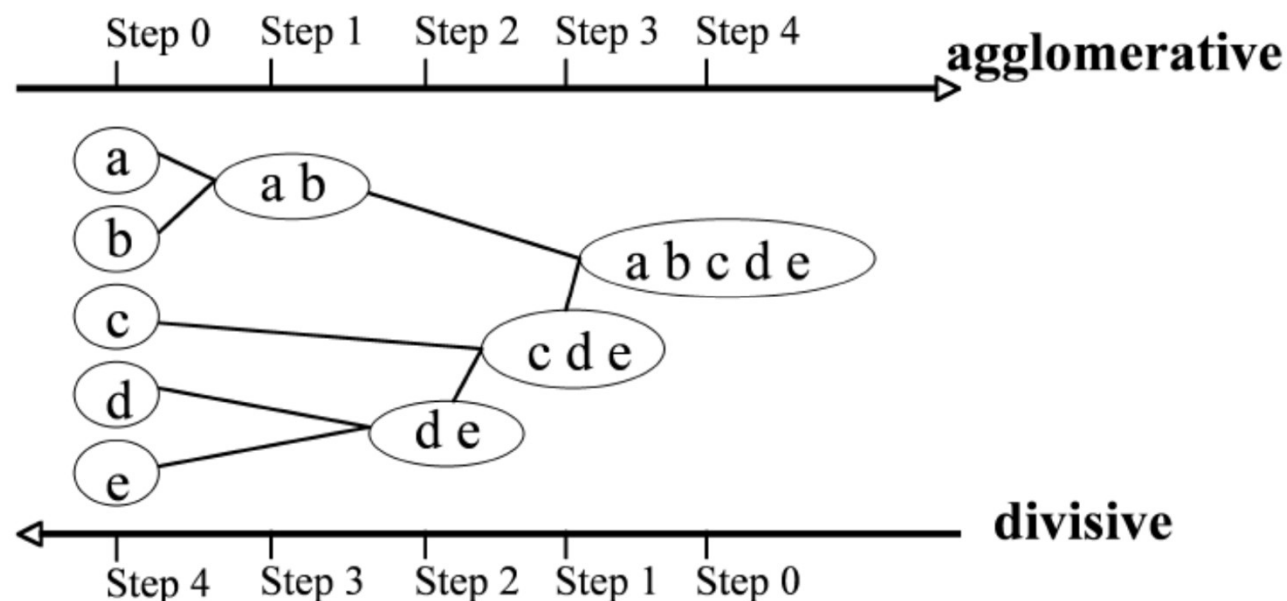 Step 0 Step 1 Step 2 Step 3 Step 4
agglomerative
a
a b
b
a b c d e
c
c d e
d
d e
e
divisive
Step 4 Step 3 Step 2 Step 1 Step 0